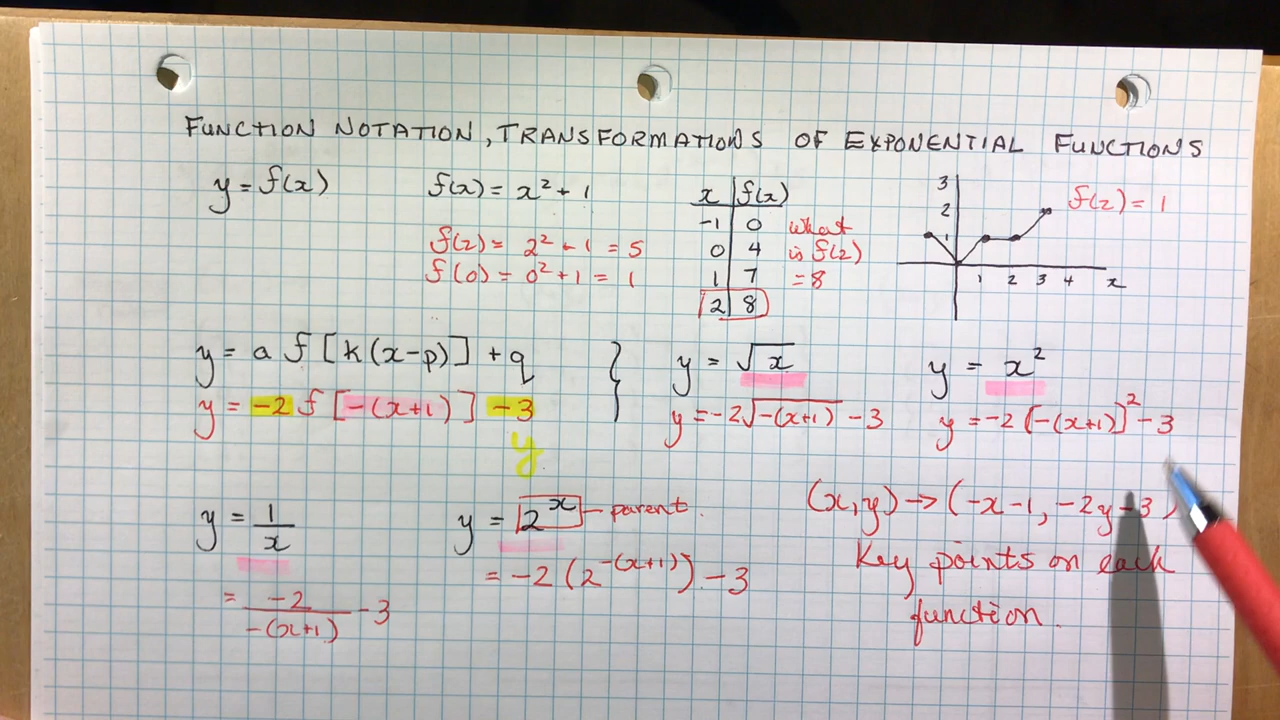 FUNCTION NOTATION, TRANSFORMATIONS OF EXPONENTIAL FUNCTIONS
y = f(x)
f(x) = x² + 1
f(2) = 2² + 1 = 5
f(0) = 0² + 1 = 1
x | f(x)
-1 | 0
0 | 4
1 | 7
2 | 8
what
is f(2)
= 8
3
2
1
1 2 3 4 x
f(2) = 1
y = a f [k(x-p)] + q
y = -2 f [-(x+1)] -3
y
y = √x
y = -2√-(x+1) -3
y = x²
y = -2[-(x+1)]² -3
y = 1/x
= -2/-(x+1) -3
y = 2^x parent.
= -2(2^-(x+1)) -3
(x,y) → (-x-1, -2y-3)
Key points on each
function.